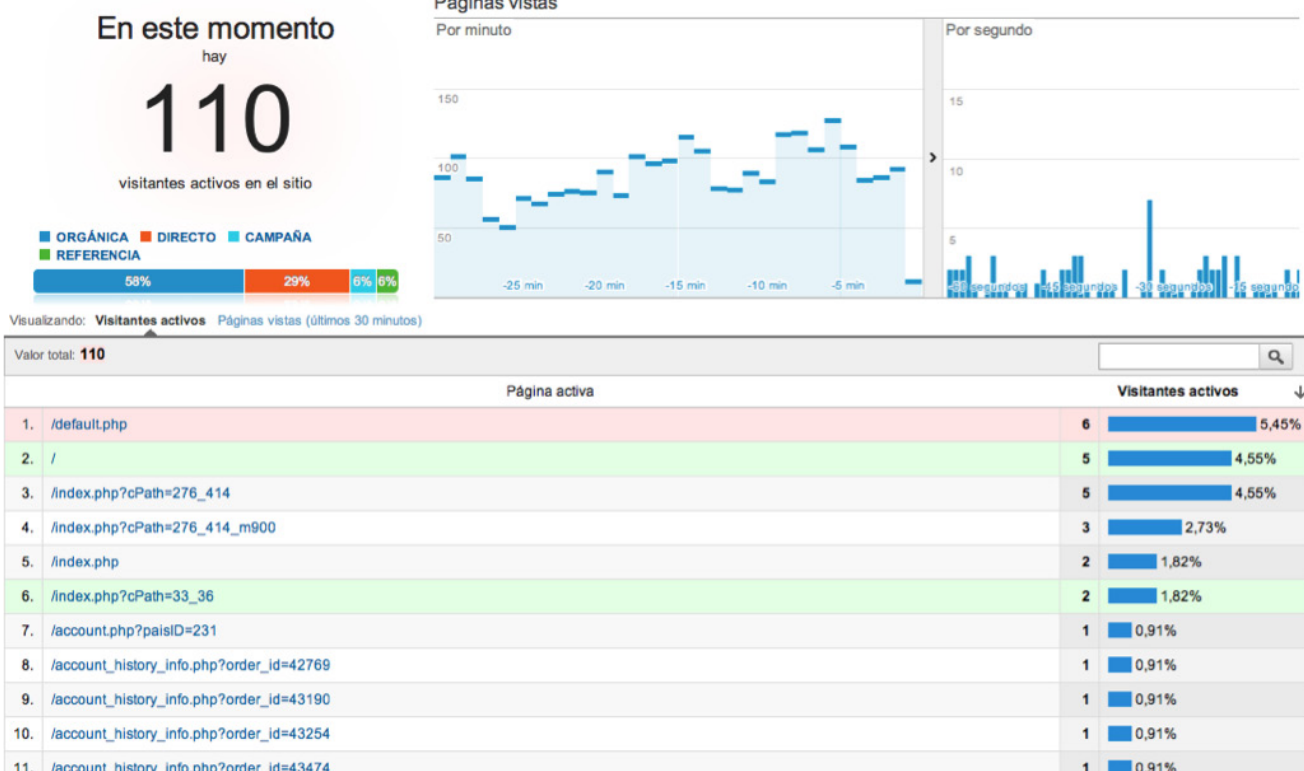 Páginas vistas
En este momento
hay
110
visitantes activos en el sitio
ORGÁNICA DIRECTO CAMPAÑA
REFERENCIA
58% 29% 6% 6%
Por minuto
150
100
50
-25 min -20 min -15 min -10 min -5 min
Por segundo
15
10
5
segundos -45 segundos -30 segundos -15 segundo
Visualizando: Visitantes activos Páginas vistas (últimos 30 minutos)
Valor total: 110
Página activa Visitantes activos
1. /default.php 6 5,45%
2. / 5 4,55%
3. /index.php?cPath=276_414 5 4,55%
4. /index.php?cPath=276_414_m900 3 2,73%
5. /index.php 2 1,82%
6. /index.php?cPath=33_36 2 1,82%
7. /account.php?paisID=231 1 0,91%
8. /account_history_info.php?order_id=42769 1 0,91%
9. /account_history_info.php?order_id=43190 1 0,91%
10. /account_history_info.php?order_id=43254 1 0,91%
11. /account_history_info.php?order_id=43474 1 0,91%